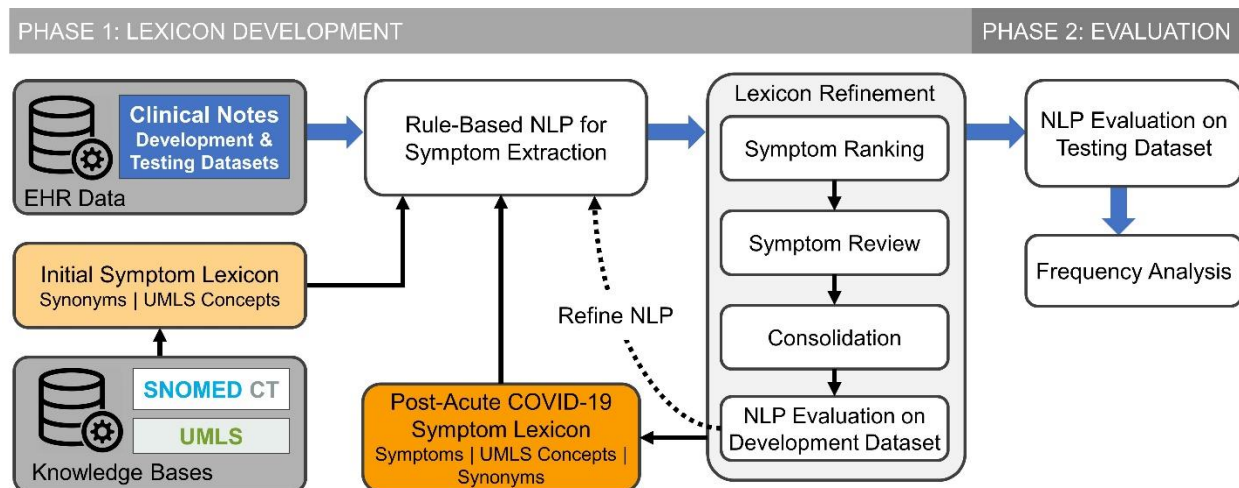 PHASE 1: LEXICON DEVELOPMENT
PHASE 2: EVALUATION
Clinical Notes
Development &
Testing Datasets
EHR Data
Rule-Based NLP for
Symptom Extraction
Lexicon Refinement
Symptom Ranking
Symptom Review
Consolidation
NLP Evaluation on
Development Dataset
NLP Evaluation on
Testing Dataset
Frequency Analysis
Initial Symptom Lexicon
Synonyms | UMLS Concepts
Refine NLP
SNOMED CT
UMLS
Knowledge Bases
Post-Acute COVID-19
Symptom Lexicon
Symptoms | UMLS Concepts |
Synonyms